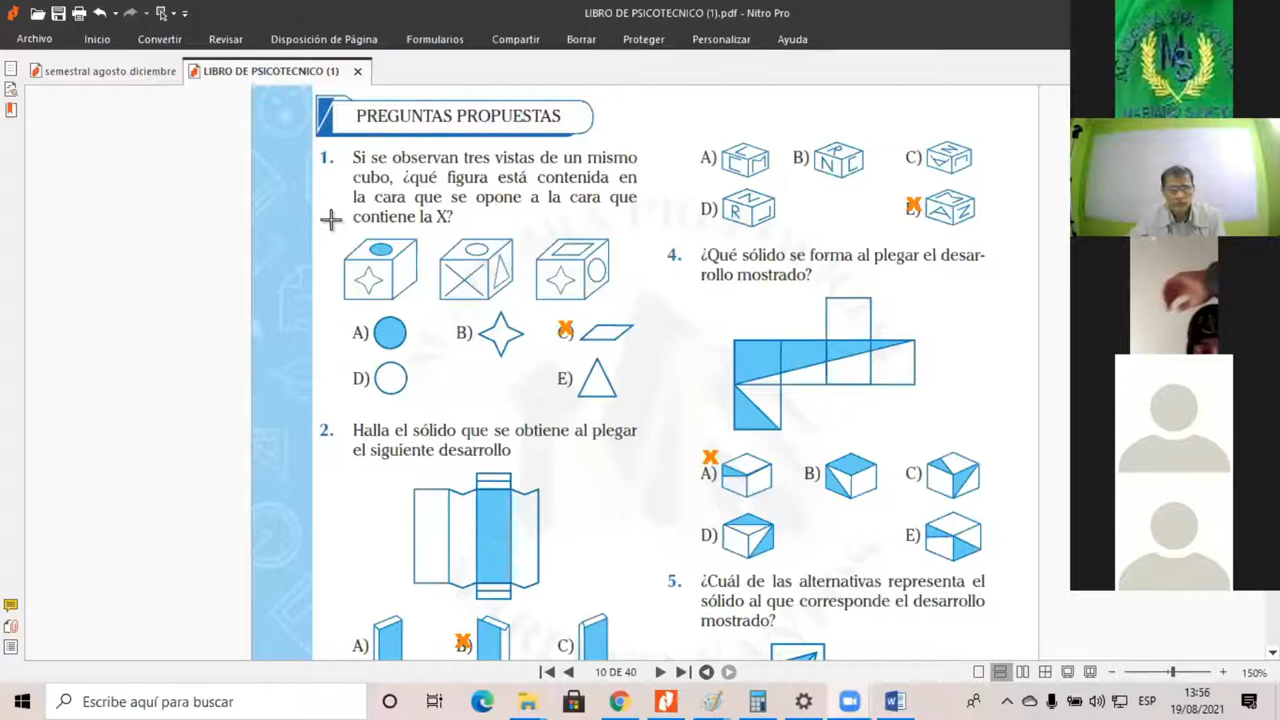 LIBRO DE PSICOTECNICO (1).pdf - Nitro Pro
Archivo Inicio Convertir Revisar Disposición de Página Formularios Compartir Borrar Proteger Personalizar Ayuda
semestral agosto diciembre LIBRO DE PSICOTECNICO (1)
PREGUNTAS PROPUESTAS
1. Si se observan tres vistas de un mismo
cubo, ¿qué figura está contenida en
la cara que se opone a la cara que
contiene la X?
A) B)
D) E)
2. Halla el sólido que se obtiene al plegar
el siguiente desarrollo
A) C)
A) B) C)
D)
4. ¿Qué sólido se forma al plegar el desar-
rollo mostrado?
A) B) C)
D) E)
5. ¿Cuál de las alternativas representa el
sólido al que corresponde el desarrollo
mostrado?
10 DE 40
150%
Escribe aquí para buscar
ESP
13:56
19/08/2021